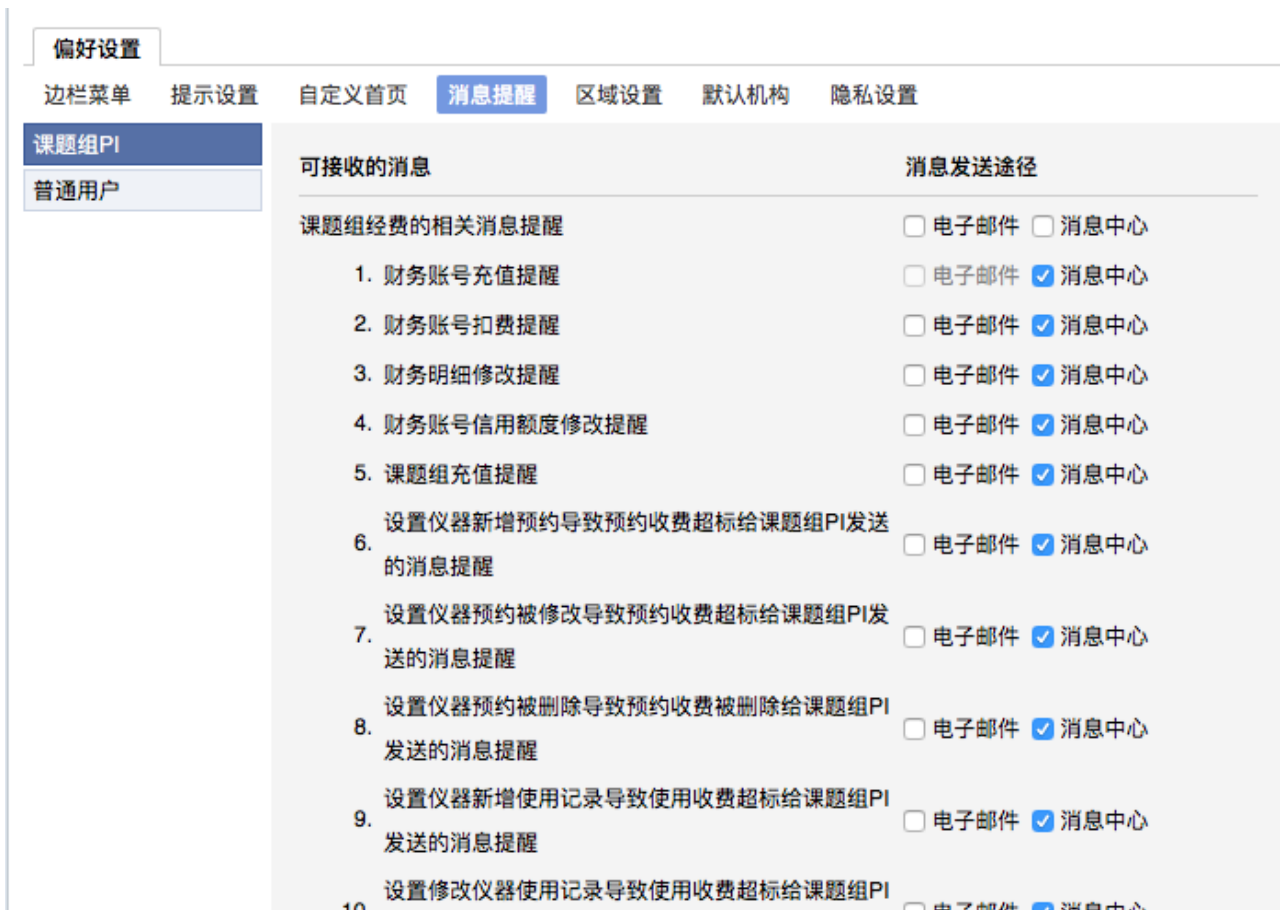 偏好设置
边栏菜单 提示设置 自定义首页 消息提醒 区域设置 默认机构 隐私设置
课题组PI
普通用户
可接收的消息 消息发送途径
课题组经费的相关消息提醒 电子邮件 消息中心
1. 财务账号充值提醒 电子邮件 消息中心
2. 财务账号扣费提醒 电子邮件 消息中心
3. 财务明细修改提醒 电子邮件 消息中心
4. 财务账号信用额度修改提醒 电子邮件 消息中心
5. 课题组充值提醒 电子邮件 消息中心
6. 设置仪器新增预约导致预约收费超标给课题组PI发送
的消息提醒 电子邮件 消息中心
7. 设置仪器预约被修改导致预约收费超标给课题组PI发
送的消息提醒 电子邮件 消息中心
8. 设置仪器预约被删除导致预约收费被删除给课题组PI
发送的消息提醒 电子邮件 消息中心
9. 设置仪器新增使用记录导致使用收费超标给课题组PI
发送的消息提醒 电子邮件 消息中心
10. 设置修改仪器使用记录导致使用收费超标给课题组PI
电子邮件 消息中心